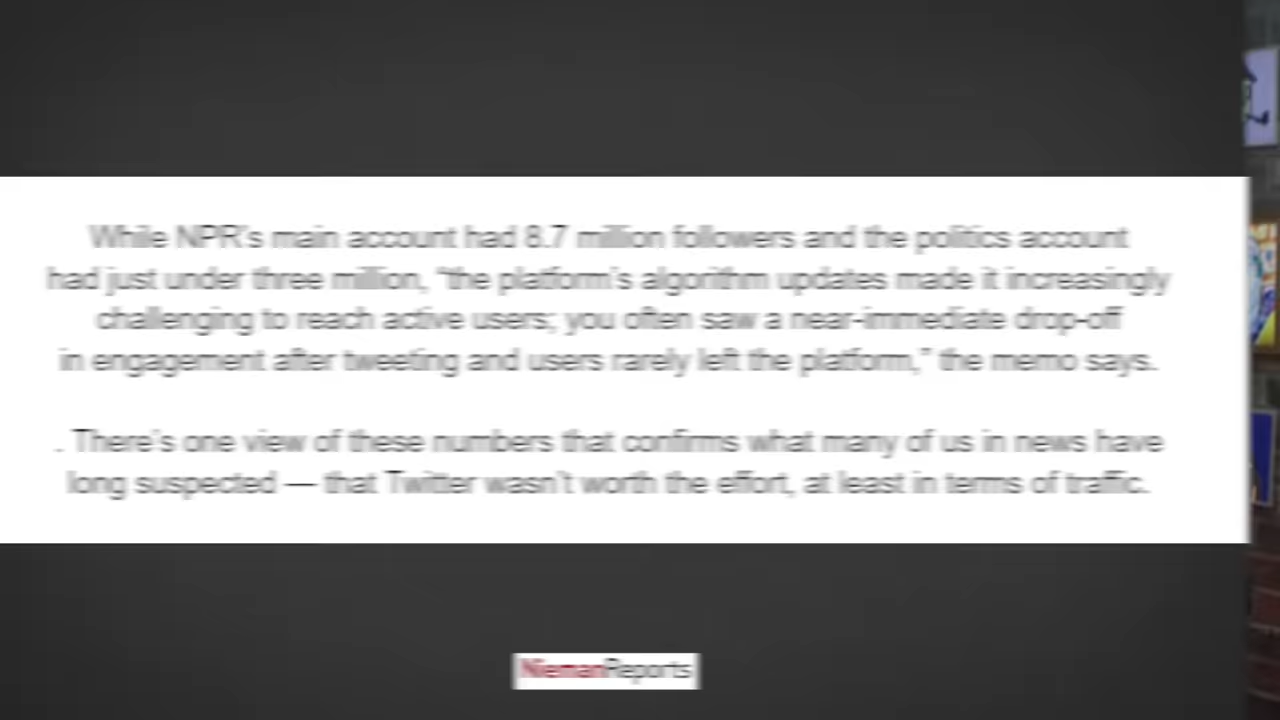 While NPR's main account had 8.7 million followers and the politics account
had just under three million, "the platform's algorithm updates made it increasingly
challenging to reach active users; you often saw a near-immediate drop-off
in engagement after tweeting and users rarely left the platform," the memo says.
. There's one view of these numbers that confirms what many of us in news have
long suspected — that Twitter wasn't worth the effort, at least in terms of traffic.
NiemanReports